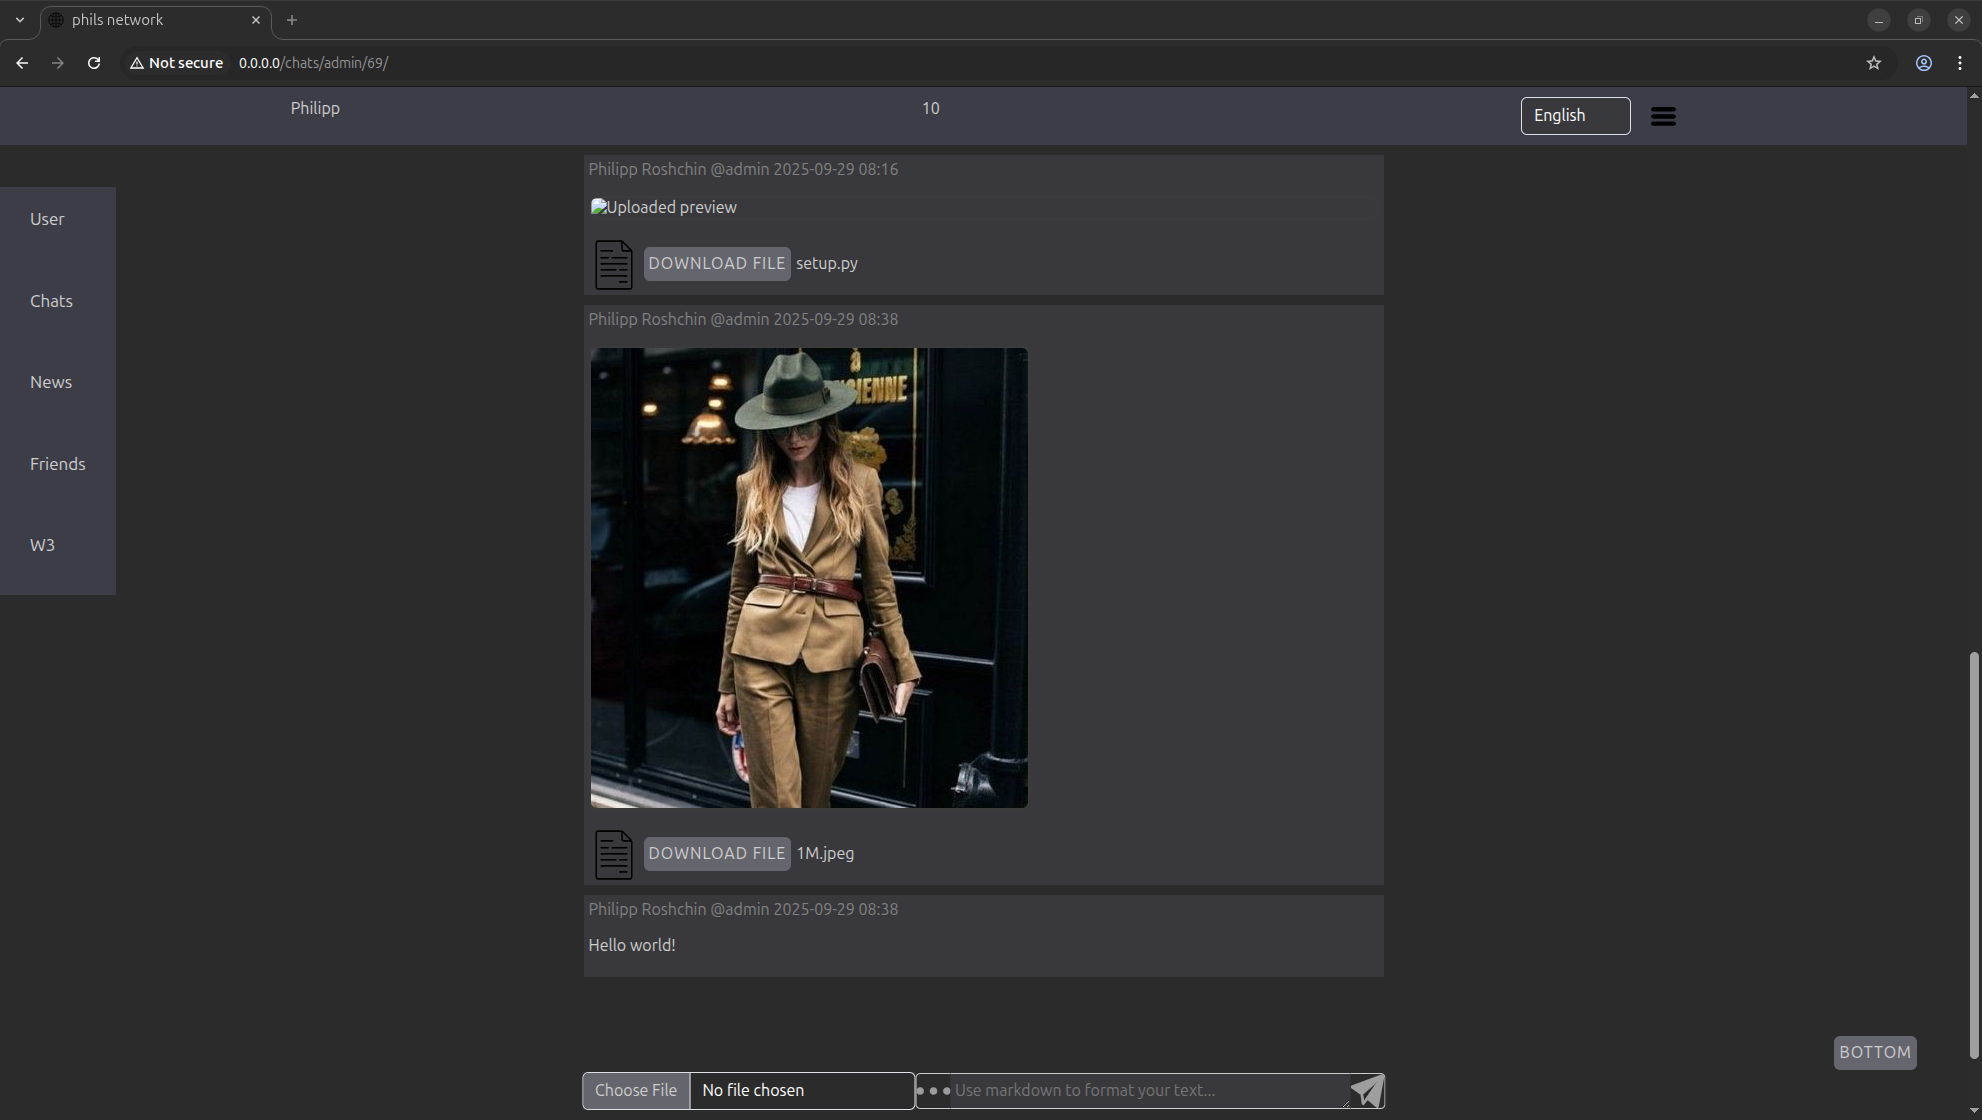 phils network
Not secure 0.0.0.0/chats/admin/69/
Philipp 10 English
User
Chats
News
Friends
W3
Philipp Roshchin @admin 2025-09-29 08:16
Uploaded preview
DOWNLOAD FILE setup.py
Philipp Roshchin @admin 2025-09-29 08:38
DOWNLOAD FILE 1M.jpeg
Philipp Roshchin @admin 2025-09-29 08:38
Hello world!
BOTTOM
Choose File No file chosen Use markdown to format your text...